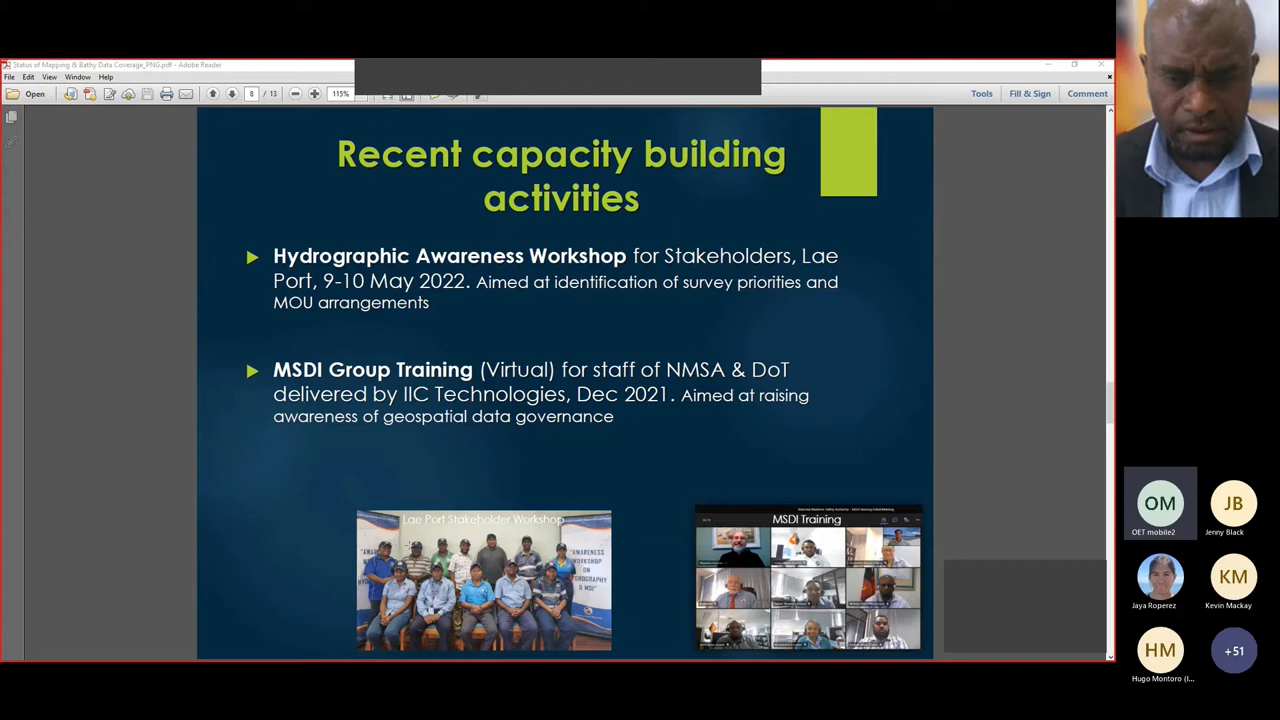 Status of Mapping & Bathy Data Coverage_PNG.pdf - Adobe Reader
File Edit View Window Help
Open 8 / 13 115% Tools Fill & Sign Comment
Recent capacity building
activities
Hydrographic Awareness Workshop for Stakeholders, Lae
Port, 9-10 May 2022. Aimed at identification of survey priorities and
MOU arrangements
MSDI Group Training (Virtual) for staff of NMSA & DoT
delivered by IIC Technologies, Dec 2021. Aimed at raising
awareness of geospatial data governance
Lae Port Stakeholder Workshop
AWARENESS
WORKSHOP
ON
& MSI"
MSDI Training
OM
OET mobile2
JB
Jenny Black
Jaya Roperez
KM
Kevin Mackay
HM
Hugo Montoro (I...
+51